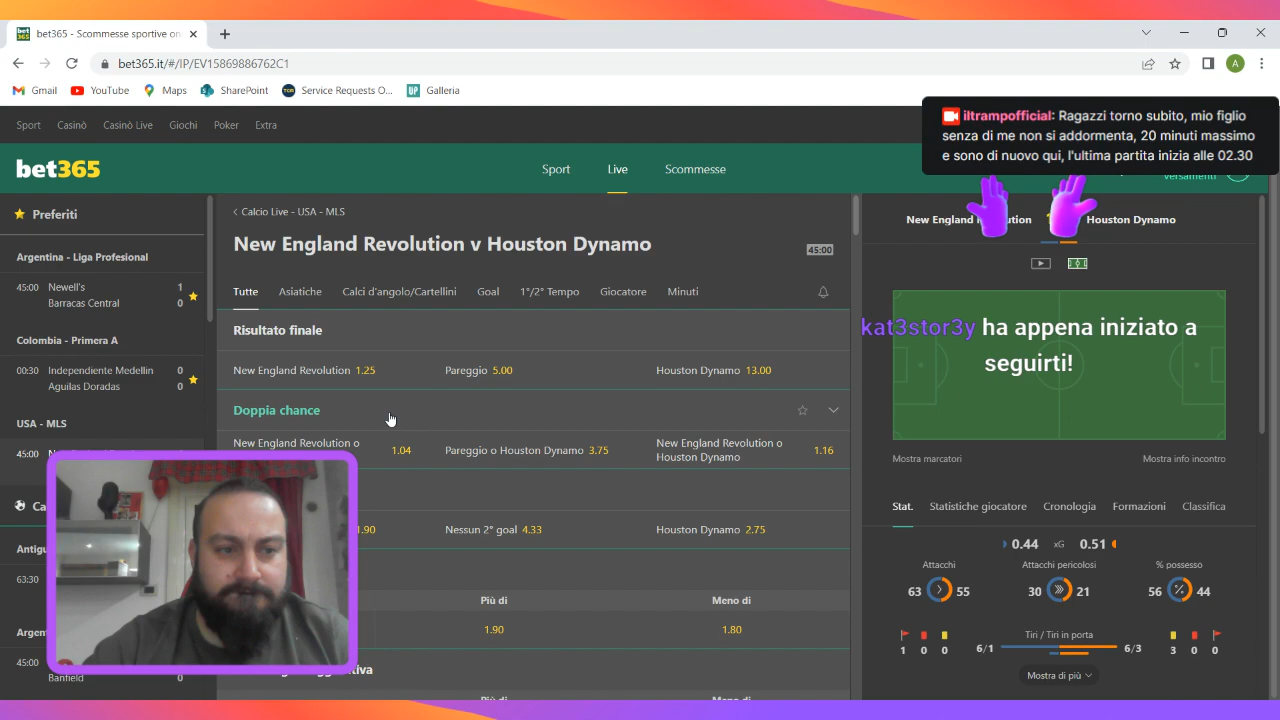 bet365 - Scommesse sportive on
bet365.it/#/IP/EV15869886762C1
A
Gmail
YouTube
Maps
SharePoint
Service Requests O...
Galleria
Sport
Casinò
Casinò Live
Giochi
Poker
Extra
iltrampofficial: Ragazzi torno subito, mio figlio
senza di me non si addormenta, 20 minuti massimo
e sono di nuovo qui, l'ultima partita inizia alle 02.30
bet365
Sport
Live
Scommesse
Versamenti
Preferiti
Argentina - Liga Profesional
45:00
Newell's
1
Barracas Central
0
Colombia - Primera A
00:30
Independiente Medellin
0
Aguilas Doradas
0
USA - MLS
45:00
63:30
45:00
Banfield
0
Calcio Live - USA - MLS
New England Revolution v Houston Dynamo
45:00
Tutte
Asiatiche
Calci d'angolo/Cartellini
Goal
1°/2° Tempo
Giocatore
Minuti
Risultato finale
New England Revolution 1.25
Pareggio 5.00
Houston Dynamo 13.00
Doppia chance
New England Revolution o
1.04
Pareggio o Houston Dynamo 3.75
New England Revolution o
Houston Dynamo
1.16
1.90
Nessun 2° goal 4.33
Houston Dynamo 2.75
Più di
Meno di
1.90
1.80
Più di
Meno di
New England
Houston Dynamo
kat3stor3y ha appena iniziato a
seguirti!
Mostra marcatori
Mostra info incontro
Stat.
Statistiche giocatore
Cronologia
Formazioni
Classifica
0.44
xG
0.51
Attacchi
Attacchi pericolosi
% possesso
63
55
30
21
56
44
Tiri / Tiri in porta
1
0
0
6/1
6/3
3
0
0
Mostra di più